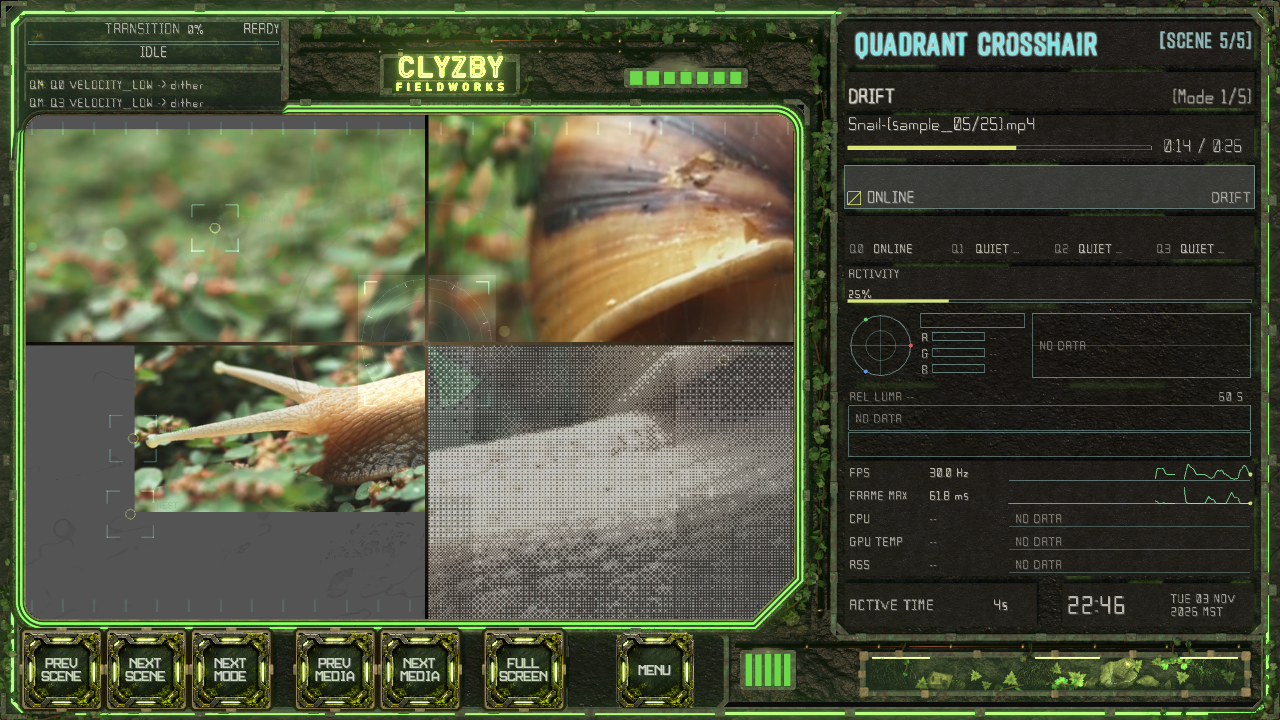 TRANSITION 0% READY
IDLE
QM Q0 VELOCITY_LOW -> dither
QM Q3 VELOCITY_LOW -> dither
CLYZBY
FIELDWORKS
QUADRANT CROSSHAIR [SCENE 5/5]
DRIFT (Mode 1/5)
Snail-(sample__05/25).mp4
0:14 / 0:26
ONLINE DRIFT
Q0 ONLINE Q1 QUIET _ Q2 QUIET _ Q3 QUIET _
ACTIVITY
25%
R --
G --
B --
NO DATA
REL LUMA -- 60 S
NO DATA
FPS 30.0 Hz
FRAME MAX 61.8 mS
CPU -- NO DATA
GPU TEMP -- NO DATA
RSS -- NO DATA
ACTIVE TIME 4s
22:46
TUE 03 NOV
2026 MST
PREV
SCENE
NEXT
SCENE
NEXT
MODE
PREV
MEDIA
NEXT
MEDIA
FULL
SCREEN
MENU